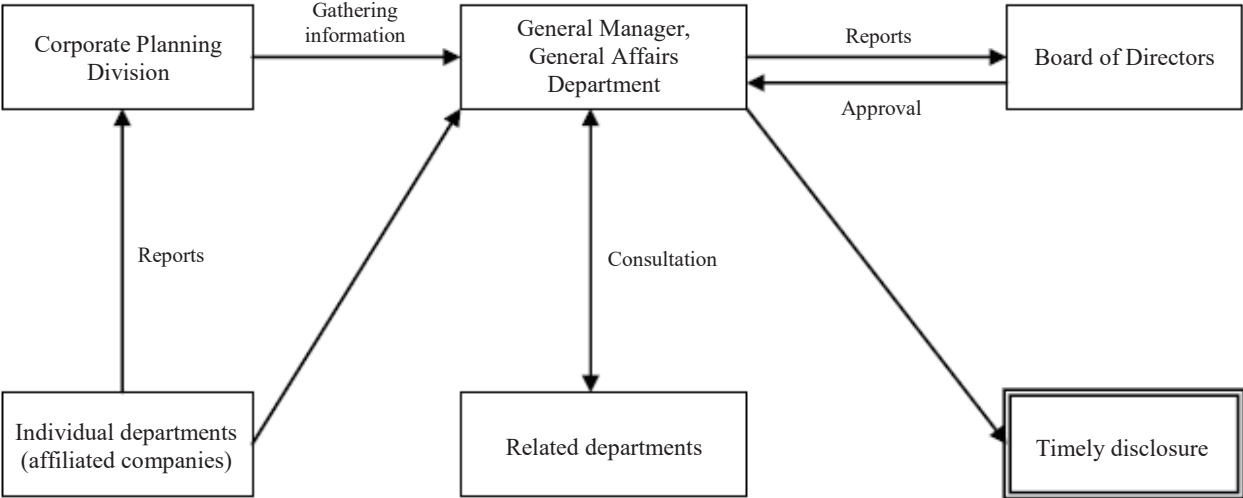 Corporate Planning
Division
Gathering
information
General Manager,
General Affairs
Department
Reports
Approval
Board of Directors
Reports
Consultation
Individual departments
(affiliated companies)
Related departments
Timely disclosure